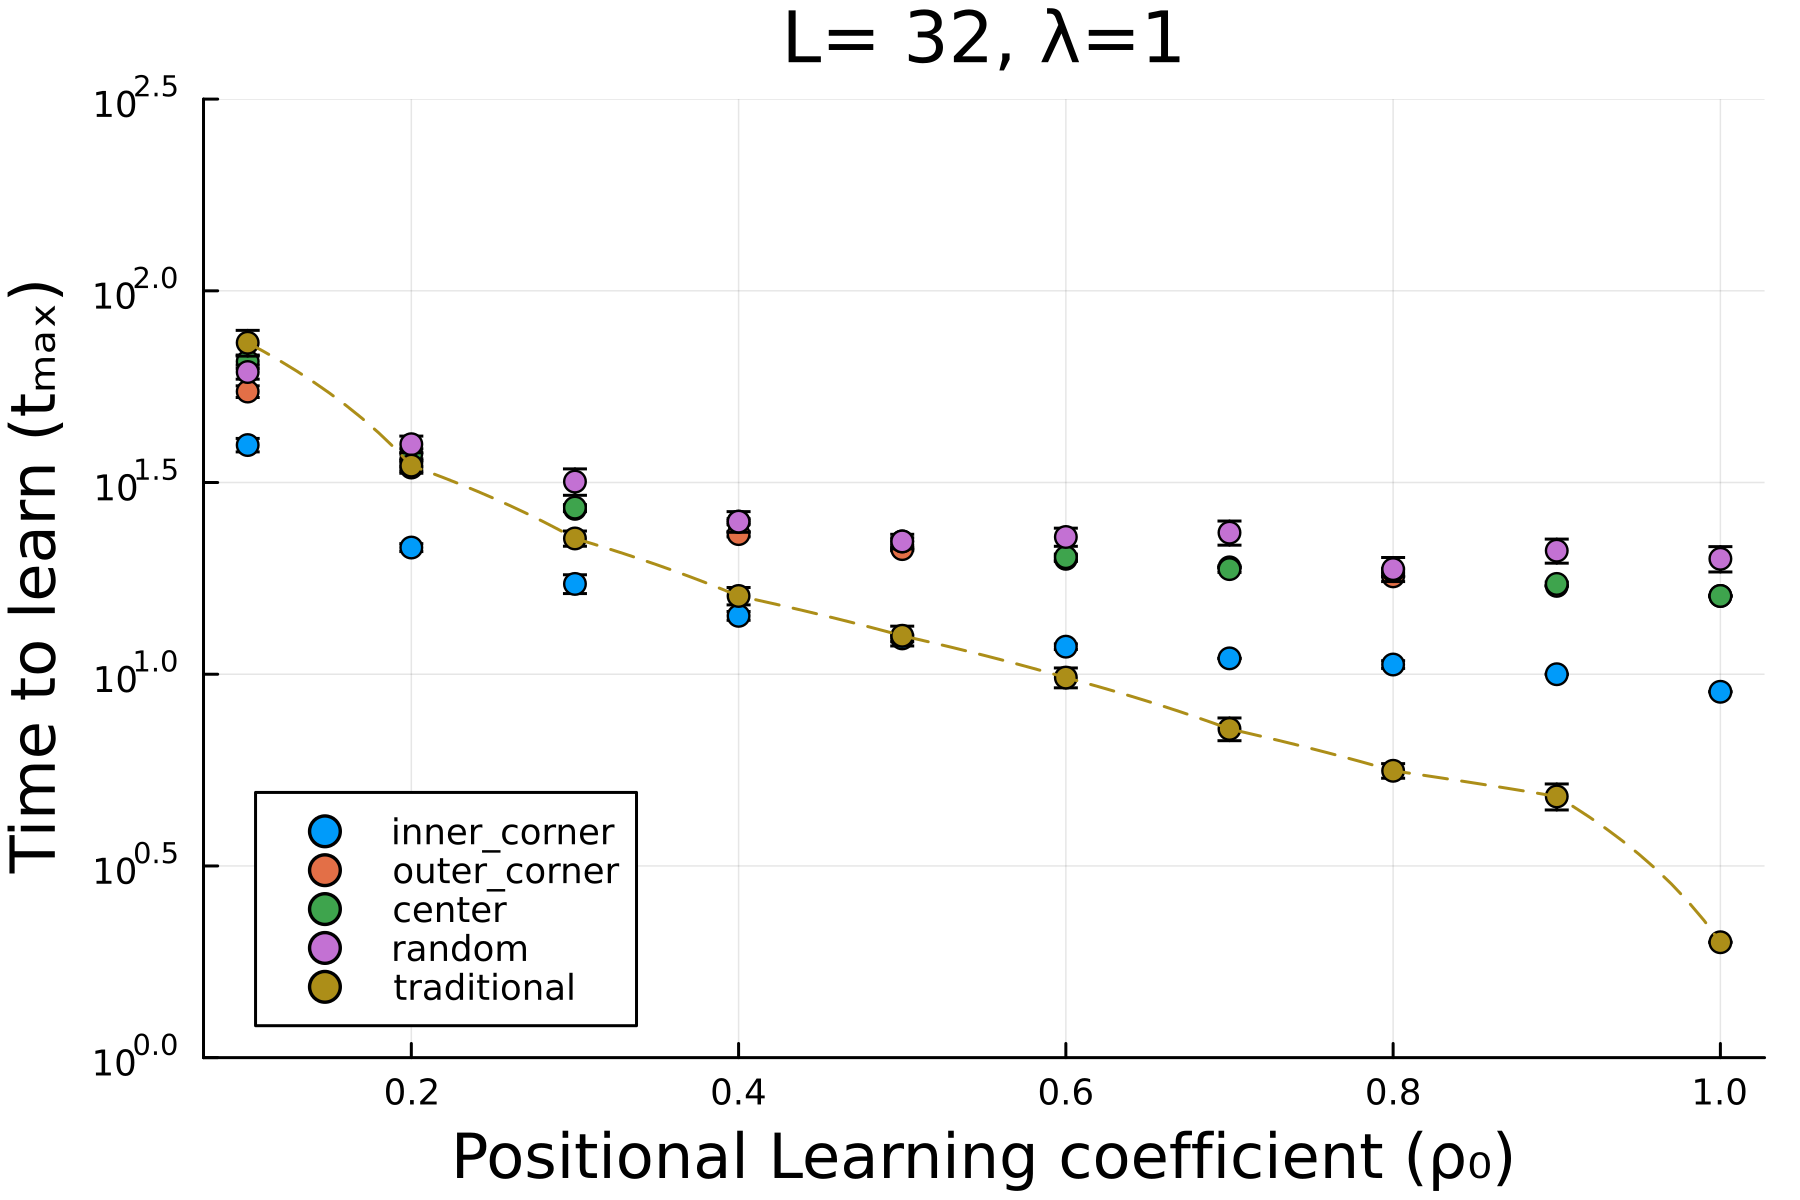 L= 32, λ=1
Time to learn (tₘₐₓ)
10^2.5
10^2.0
10^1.5
10^1.0
10^0.5
10^0.0
inner_corner
outer_corner
center
random
traditional
0.2 0.4 0.6 0.8 1.0
Positional Learning coefficient (ρ₀)